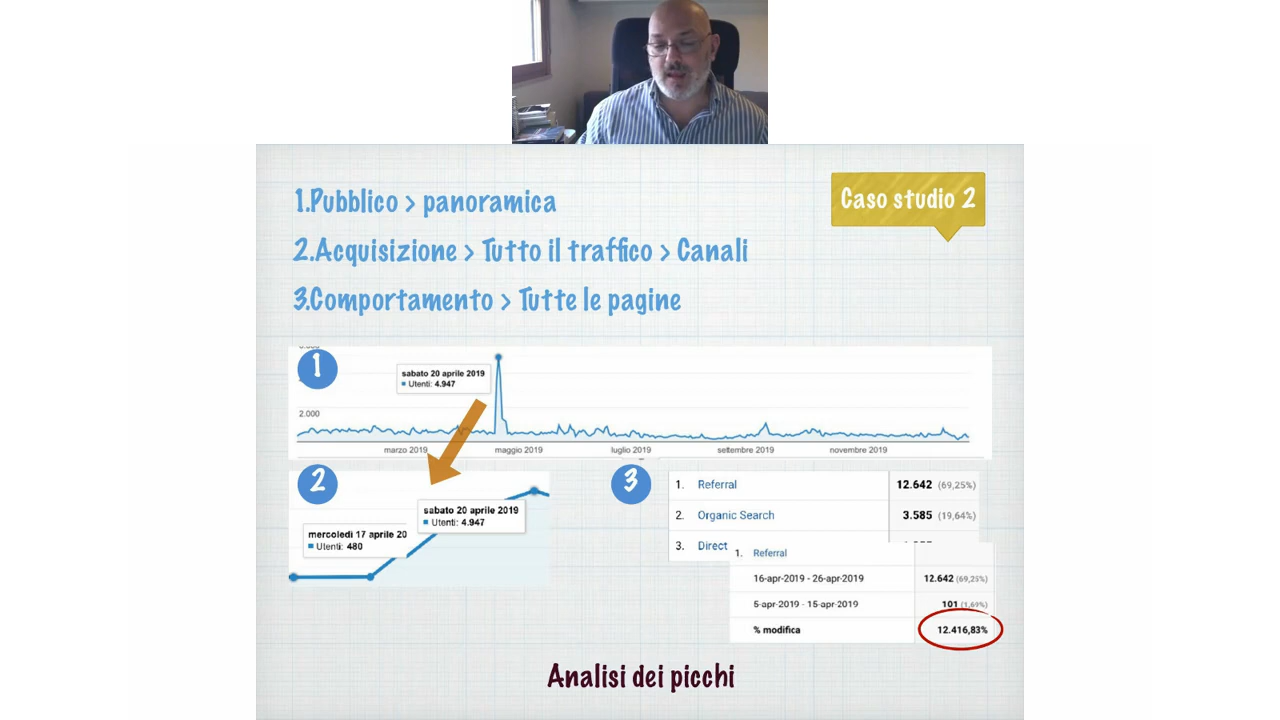 1.Pubblico > panoramica
Caso studio 2
2.Acquisizione > Tutto il traffico > Canali
3.Comportamento > Tutte le pagine
1
sabato 20 aprile 2019
Utenti: 4.947
2.000
marzo 2019 maggio 2019 luglio 2019 settembre 2019 novembre 2019
2
sabato 20 aprile 2019
Utenti: 4.947
mercoledì 17 aprile 20
Utenti: 480
3
1. Referral 12.642 (69,25%)
2. Organic Search 3.585 (19,64%)
3. Direct
1. Referral
16-apr-2019 - 26-apr-2019 12.642 (69,25%)
5-apr-2019 - 15-apr-2019 101 (1,69%)
% modifica 12.416,83%
Analisi dei picchi